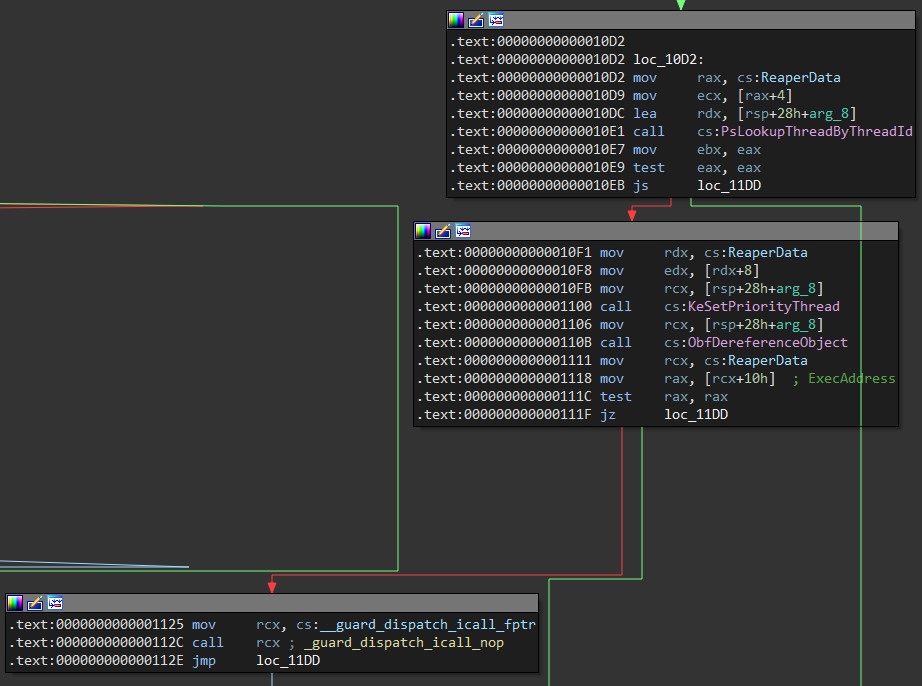 .text:00000000000010D2
.text:00000000000010D2 loc_10D2:
.text:00000000000010D2 mov rax, cs:ReaperData
.text:00000000000010D9 mov ecx, [rax+4]
.text:00000000000010DC lea rdx, [rsp+28h+arg_8]
.text:00000000000010E1 call cs:PsLookupThreadByThreadId
.text:00000000000010E7 mov ebx, eax
.text:00000000000010E9 test eax, eax
.text:00000000000010EB js loc_11DD
.text:00000000000010F1 mov rdx, cs:ReaperData
.text:00000000000010F8 mov edx, [rdx+8]
.text:00000000000010FB mov rcx, [rsp+28h+arg_8]
.text:0000000000001100 call cs:KeSetPriorityThread
.text:0000000000001106 mov rcx, [rsp+28h+arg_8]
.text:000000000000110B call cs:ObfDereferenceObject
.text:0000000000001111 mov rcx, cs:ReaperData
.text:0000000000001118 mov rax, [rcx+10h] ; ExecAddress
.text:000000000000111C test rax, rax
.text:000000000000111F jz loc_11DD
.text:0000000000001125 mov rcx, cs:__guard_dispatch_icall_fptr
.text:000000000000112C call rcx ; _guard_dispatch_icall_nop
.text:000000000000112E jmp loc_11DD